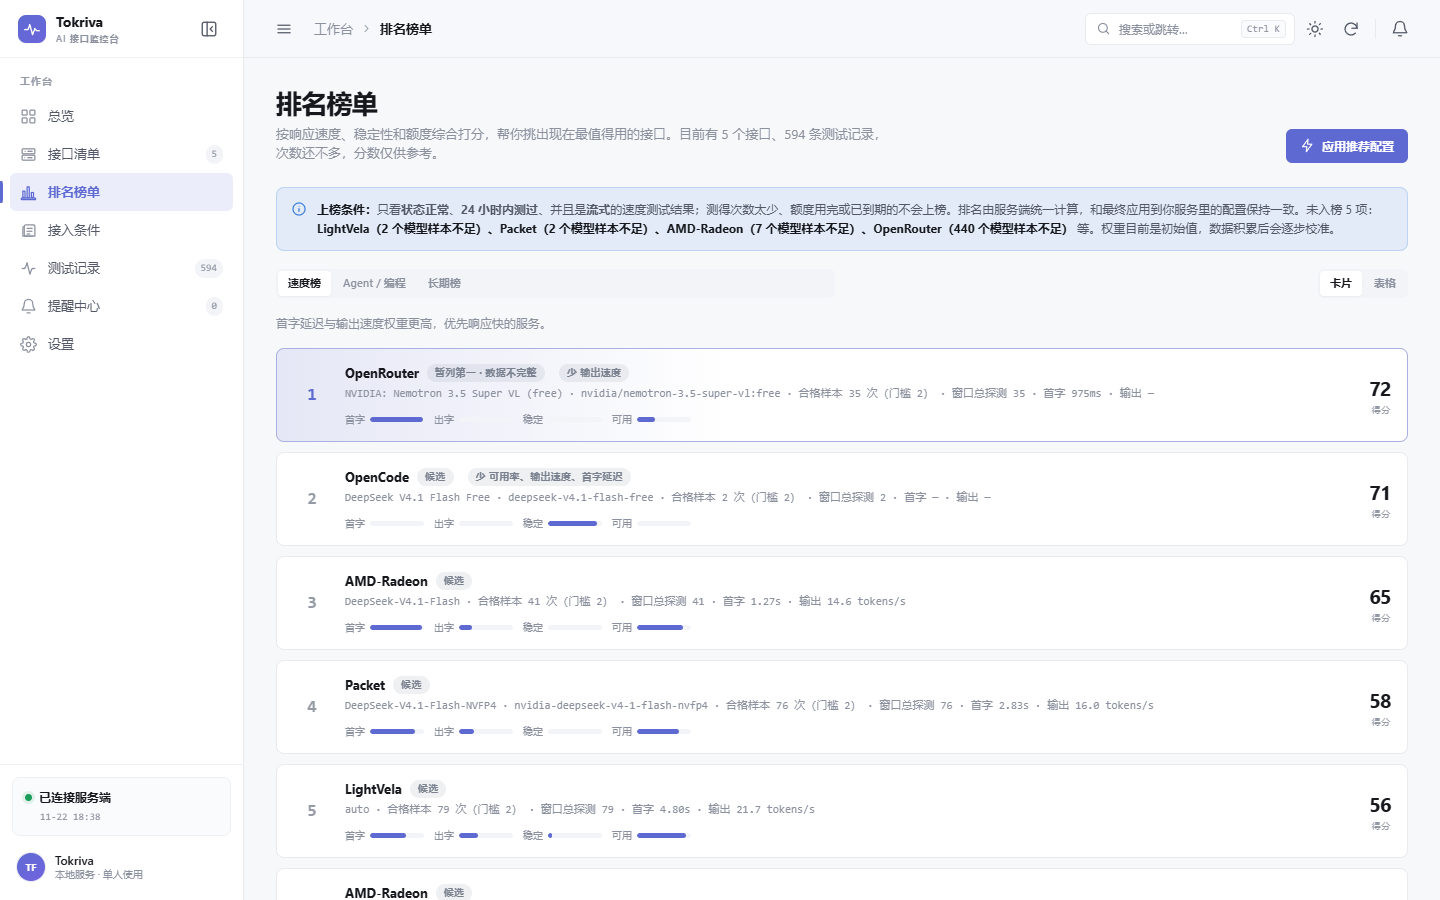 Tokriva
AI 接口监控台
工作台
总览
接口清单 5
排名榜单
接入条件
测试记录 594
提醒中心 0
设置
已连接服务端
11-22 18:38
TF
Tokriva
本地服务 · 单人使用
工作台 > 排名榜单
搜索或跳转... Ctrl K
排名榜单
按响应速度、稳定性和额度综合打分，帮你挑出现在最值得用的接口。目前有 5 个接口、594 条测试记录，
次数还不多，分数仅供参考。
应用推荐配置
上榜条件：只看状态正常、24 小时内测过、并且是流式的速度测试结果；测得次数太少、额度用完或已到期的不会上榜。排名由服务端统一计算，和最终应用到你服务里的配置保持一致。未入榜 5 项：
LightVela（2 个模型样本不足）、Packet（2 个模型样本不足）、AMD-Radeon（7 个模型样本不足）、OpenRouter（440 个模型样本不足） 等。权重目前是初始值，数据积累后会逐步校准。
速度榜 Agent / 编程 长期榜
卡片 表格
首字延迟与输出速度权重更高，优先响应快的服务。
1
OpenRouter 暂列第一 · 数据不完整 少 输出速度
NVIDIA: Nemotron 3.5 Super VL (free) · nvidia/nemotron-3.5-super-vl:free · 合格样本 35 次（门槛 2） · 窗口总探测 35 · 首字 975ms · 输出 —
首字 出字 稳定 可用
72
得分
2
OpenCode 候选 少 可用率、输出速度、首字延迟
DeepSeek V4.1 Flash Free · deepseek-v4.1-flash-free · 合格样本 2 次（门槛 2） · 窗口总探测 2 · 首字 — · 输出 —
首字 出字 稳定 可用
71
得分
3
AMD-Radeon 候选
DeepSeek-V4.1-Flash · 合格样本 41 次（门槛 2） · 窗口总探测 41 · 首字 1.27s · 输出 14.6 tokens/s
首字 出字 稳定 可用
65
得分
4
Packet 候选
DeepSeek-V4.1-Flash-NVFP4 · nvidia-deepseek-v4-1-flash-nvfp4 · 合格样本 76 次（门槛 2） · 窗口总探测 76 · 首字 2.83s · 输出 16.0 tokens/s
首字 出字 稳定 可用
58
得分
5
LightVela 候选
auto · 合格样本 79 次（门槛 2） · 窗口总探测 79 · 首字 4.80s · 输出 21.7 tokens/s
首字 出字 稳定 可用
56
得分
AMD-Radeon 候选